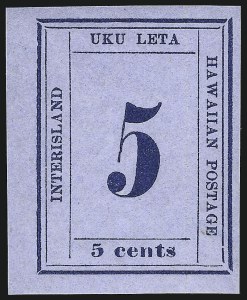 UKU LETA
INTERISLAND
5
HAWAIIAN POSTAGE
5 cents